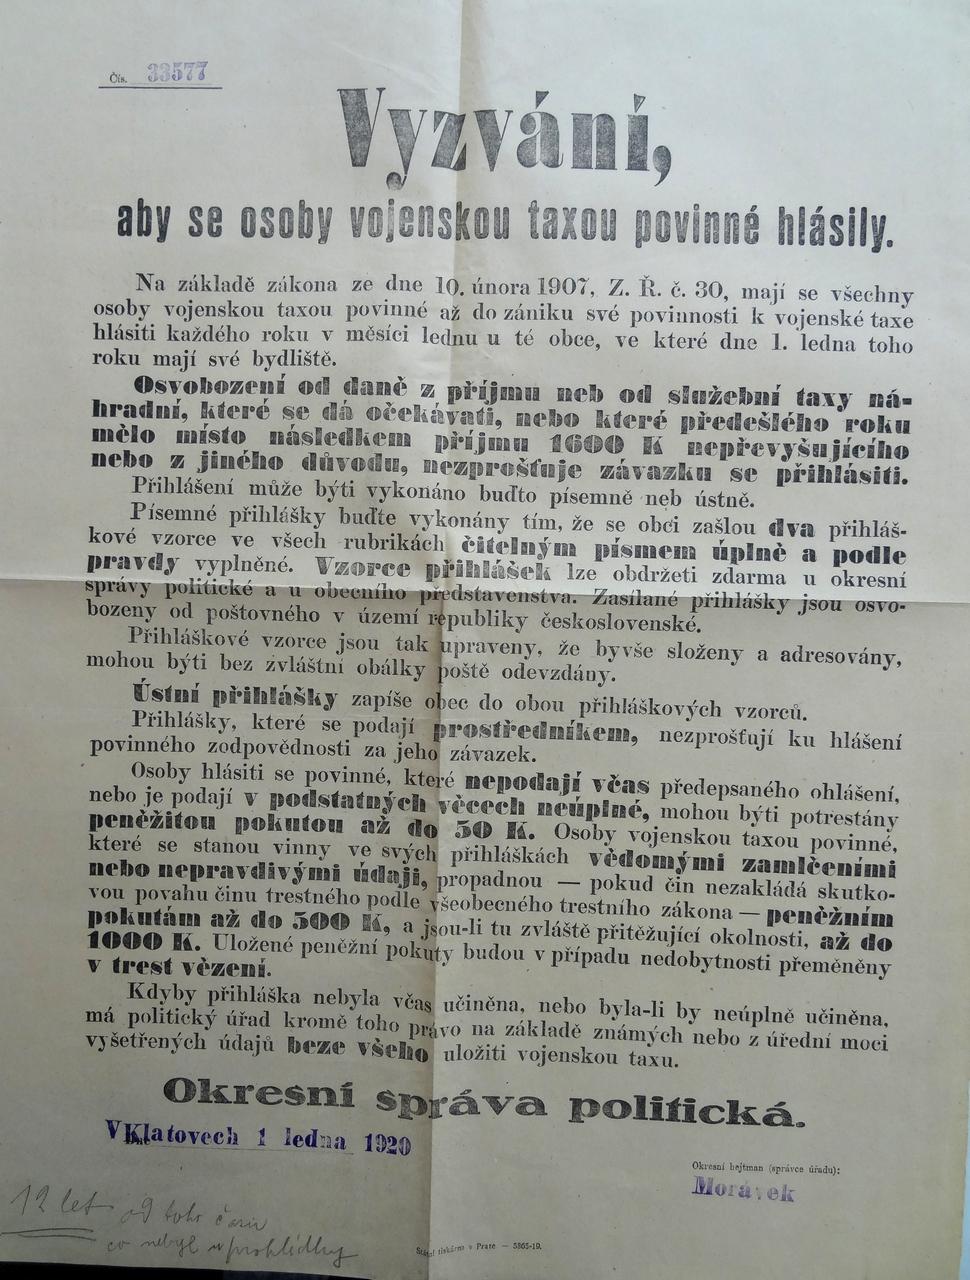 Čís. 33577
Vyzvání,
aby se osoby vojenskou taxou povinné hlásily.
Na základě zákona ze dne 10. února 1907, Z. Ř. č. 30, mají se všechny
osoby vojenskou taxou povinné až do zániku své povinnosti k vojenské taxe
hlásiti každého roku v měsíci lednu u té obce, ve které dne 1. ledna toho
roku mají své bydliště.
Osvobození od daně z příjmu neb od služební taxy ná-
hradní, které se dá očekávati, nebo které předešlého roku
mělo místo následkem příjmu 1600 K nepřevyšujícího
nebo z jiného důvodu, nezprošťuje závazku se přihlásiti.
Přihlášení může býti vykonáno buďto písemně neb ústně.
Písemné přihlášky buďte vykonány tím, že se obci zašlou dva přihláš-
kové vzorce ve všech rubrikách čitelným písmem úplně a podle
pravdy vyplněné. Vzorce přihlášek lze obdržeti zdarma u okresní
správy politické a u obecního představenstva. Zasílané přihlášky jsou osvo-
bozeny od poštovného v území republiky československé.
Přihláškové vzorce jsou tak upraveny, že byvše složeny a adresovány,
mohou býti bez zvláštní obálky poště odevzdány.
Ústní přihlášky zapíše obec do obou přihláškových vzorců.
Přihlášky, které se podají prostředníkem, nezprošťují ku hlášení
povinného zodpovědnosti za jeho závazek.
Osoby hlásiti se povinné, které nepodají včas předepsaného ohlášení,
nebo je podají v podstatných věcech neúplné, mohou býti potrestány
peněžitou pokutou až do 50 K. Osoby vojenskou taxou povinné,
které se stanou vinny ve svých přihláškách vědomými zamlčeními
nebo nepravdivými údaji, propadnou — pokud čin nezakládá skutko-
vou povahu činu trestného podle všeobecného trestního zákona — peněžním
pokutám až do 500 K, a jsou-li tu zvláště přitěžující okolnosti, až do
1000 K. Uložené peněžní pokuty budou v případu nedobytnosti přeměněny
v trest vězení.
Kdyby přihláška nebyla včas učiněna, nebo byla-li by neúplně učiněna,
má politický úřad kromě toho právo na základě známých nebo z úřední moci
vyšetřených údajů beze všeho uložiti vojenskou taxu.
Okresní správa politická.
V Klatovech 1 ledna 1920
Okresní hejtman (správce úřadu):
Morávek
12 let od toho času
co nebyl u prohlídky
Státní tiskárna v Praze — 5865-19.